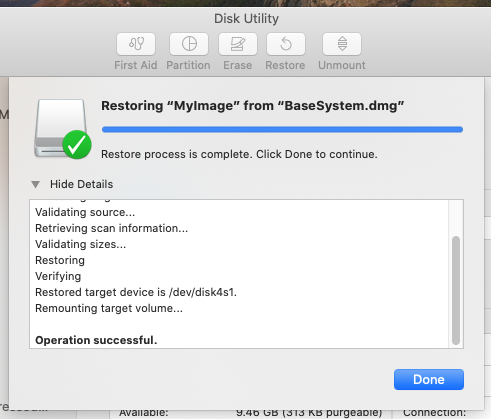 Disk Utility
First Aid Partition Erase Restore Unmount
Restoring “MyImage” from “BaseSystem.dmg”
Restore process is complete. Click Done to continue.
Hide Details
Validating source...
Retrieving scan information...
Validating sizes...
Restoring
Verifying
Restored target device is /dev/disk4s1.
Remounting target volume...
Operation successful.
Done
Available: 9.46 GB (313 KB purgeable) Connection: